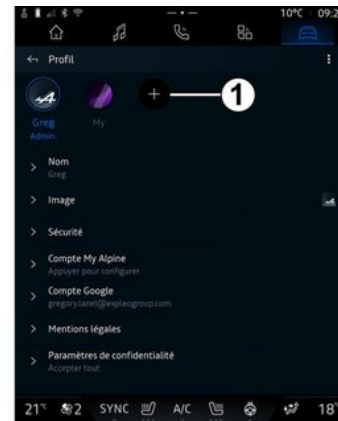 10°C 09:2
Profil
1
Greg
Admin
My
Nom
Greg
Image
Sécurité
Compte My Alpine
Appuyer pour configurer
Compte Google
gregory.lanel@expleogroup.com
Mentions légales
Paramètres de confidentialité
Accepter tout
21° 2 SYNC A/C 18°